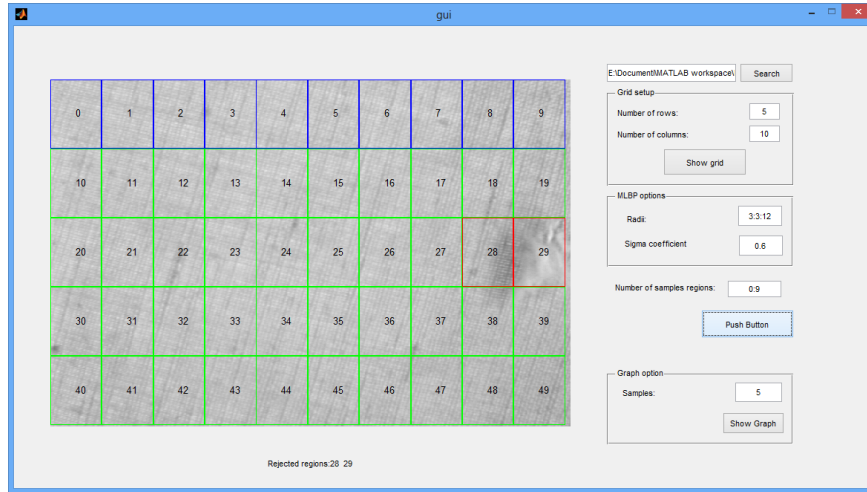 gui
E:\Document\MATLAB workspace\
Search
Grid setup
Number of rows:
5
Number of columns:
10
Show grid
MLBP options
Radii:
3:3:12
Sigma coefficient
0.6
Number of samples regions:
0:9
Push Button
Graph option
Samples:
5
Show Graph
0 1 2 3 4 5 6 7 8 9
10 11 12 13 14 15 16 17 18 19
20 21 22 23 24 25 26 27 28 29
30 31 32 33 34 35 36 37 38 39
40 41 42 43 44 45 46 47 48 49
Rejected regions:28 29